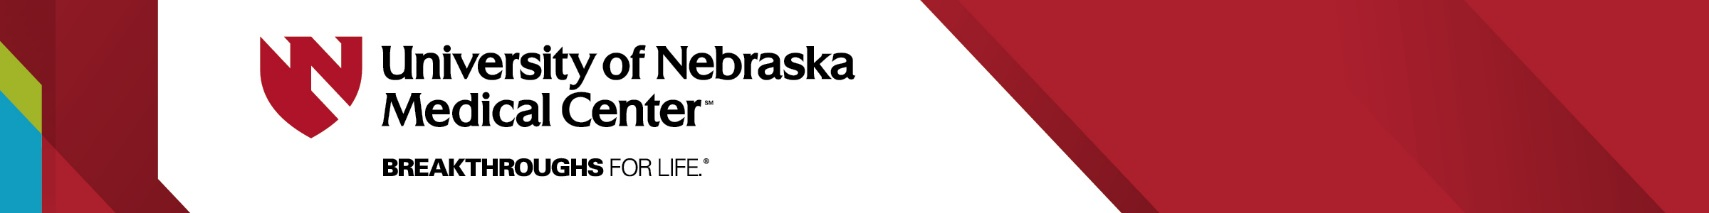 University of Nebraska
Medical Center℠
BREAKTHROUGHS FOR LIFE.®